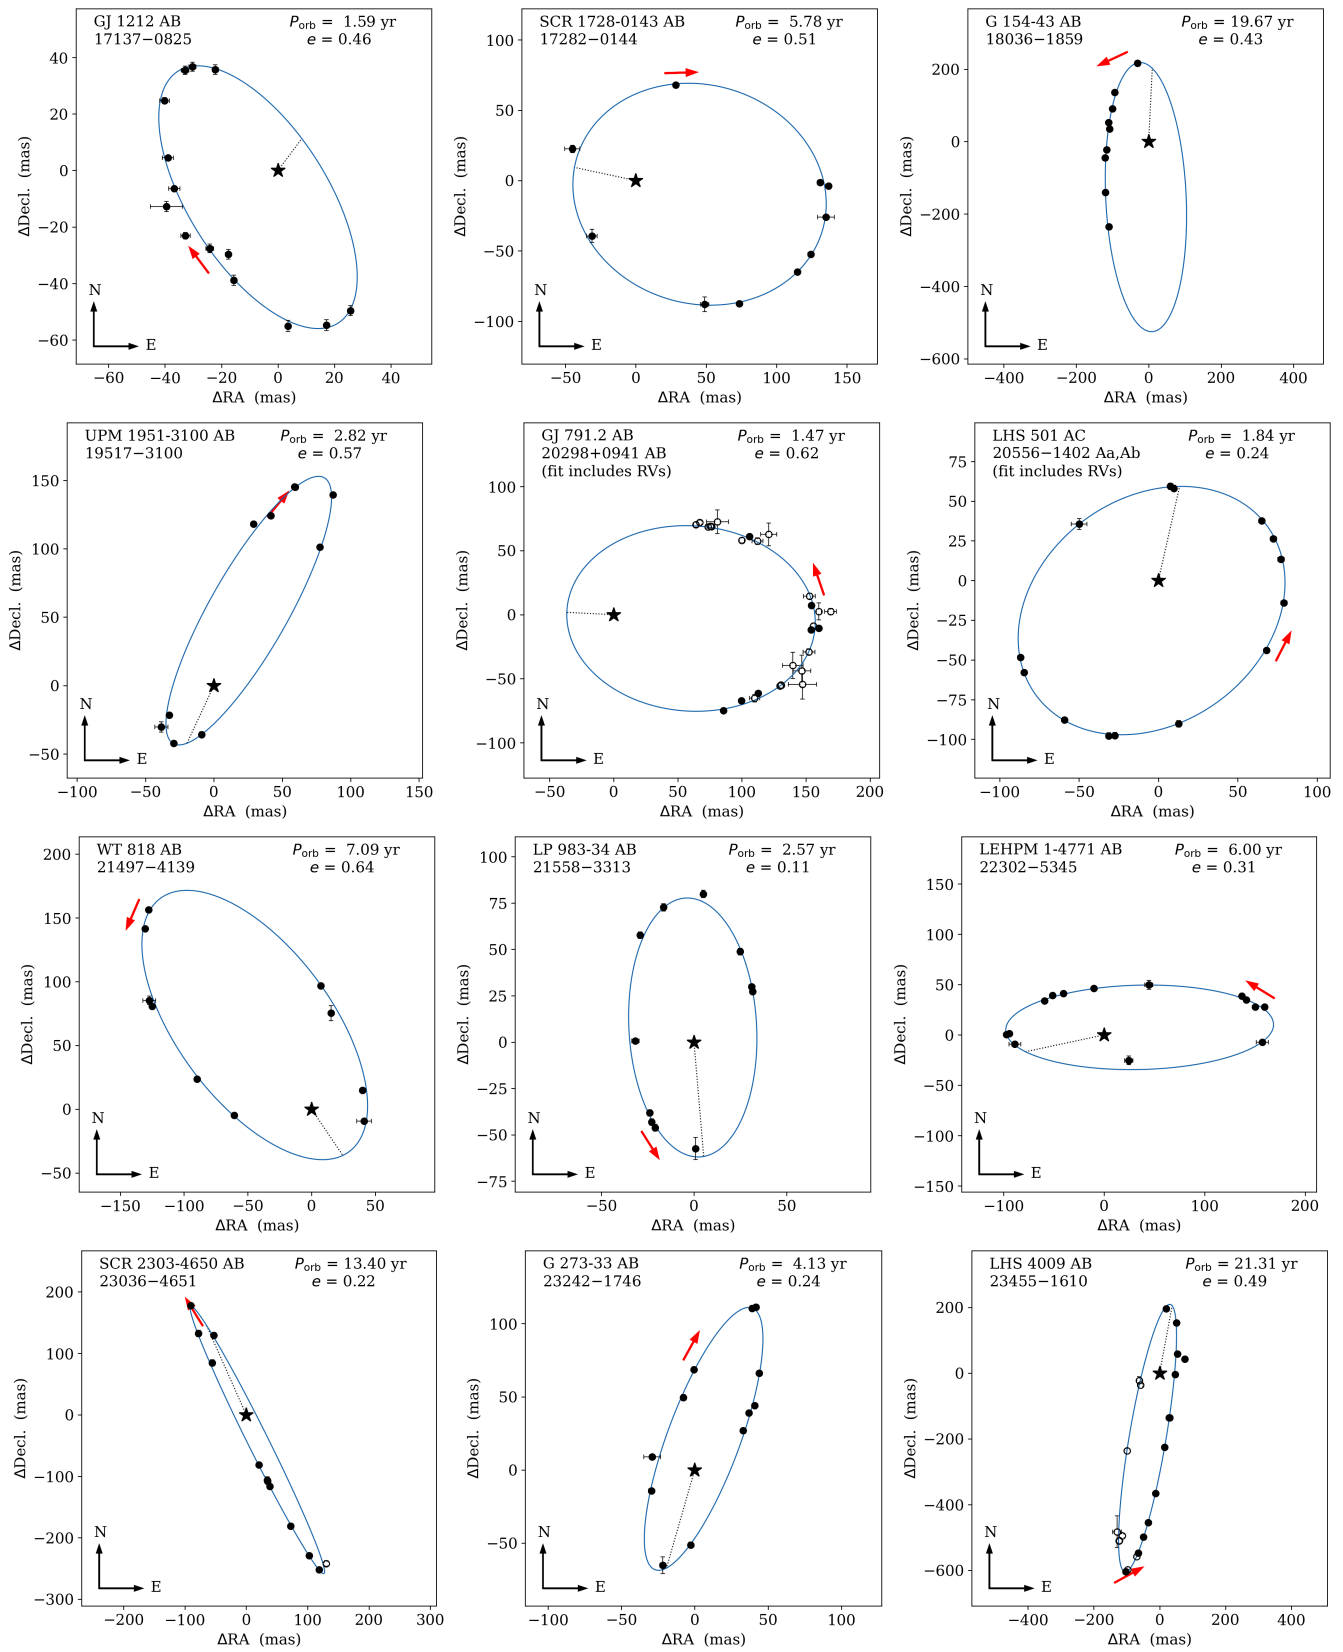 GJ 1212 AB
17137−0825
Porb = 1.59 yr
e = 0.46
40
20
0
−20
−40
−60
ΔDecl. (mas)
N
E
−60 −40 −20 0 20 40
ΔRA (mas)
SCR 1728-0143 AB
17282−0144
Porb = 5.78 yr
e = 0.51
100
50
0
−50
−100
ΔDecl. (mas)
N
E
−50 0 50 100 150
ΔRA (mas)
G 154-43 AB
18036−1859
Porb = 19.67 yr
e = 0.43
200
0
−200
−400
−600
ΔDecl. (mas)
N
E
−400 −200 0 200 400
ΔRA (mas)
UPM 1951-3100 AB
19517−3100
Porb = 2.82 yr
e = 0.57
150
100
50
0
−50
ΔDecl. (mas)
N
E
−100 −50 0 50 100 150
ΔRA (mas)
GJ 791.2 AB
20298+0941 AB
(fit includes RVs)
Porb = 1.47 yr
e = 0.62
100
50
0
−50
−100
ΔDecl. (mas)
N
E
−50 0 50 100 150 200
ΔRA (mas)
LHS 501 AC
20556−1402 Aa,Ab
(fit includes RVs)
Porb = 1.84 yr
e = 0.24
75
50
25
0
−25
−50
−75
−100
ΔDecl. (mas)
N
E
−100 −50 0 50 100
ΔRA (mas)
WT 818 AB
21497−4139
Porb = 7.09 yr
e = 0.64
200
150
100
50
0
−50
ΔDecl. (mas)
N
E
−150 −100 −50 0 50
ΔRA (mas)
LP 983-34 AB
21558−3313
Porb = 2.57 yr
e = 0.11
100
75
50
25
0
−25
−50
−75
ΔDecl. (mas)
N
E
−50 0 50
ΔRA (mas)
LEHPM 1-4771 AB
22302−5345
Porb = 6.00 yr
e = 0.31
150
100
50
0
−50
−100
−150
ΔDecl. (mas)
N
E
−100 0 100 200
ΔRA (mas)
SCR 2303-4650 AB
23036−4651
Porb = 13.40 yr
e = 0.22
200
100
0
−100
−200
−300
ΔDecl. (mas)
N
E
−200 −100 0 100 200 300
ΔRA (mas)
G 273-33 AB
23242−1746
Porb = 4.13 yr
e = 0.24
100
50
0
−50
ΔDecl. (mas)
N
E
−100 −50 0 50 100
ΔRA (mas)
LHS 4009 AB
23455−1610
Porb = 21.31 yr
e = 0.49
200
0
−200
−400
−600
ΔDecl. (mas)
N
E
−400 −200 0 200 400
ΔRA (mas)